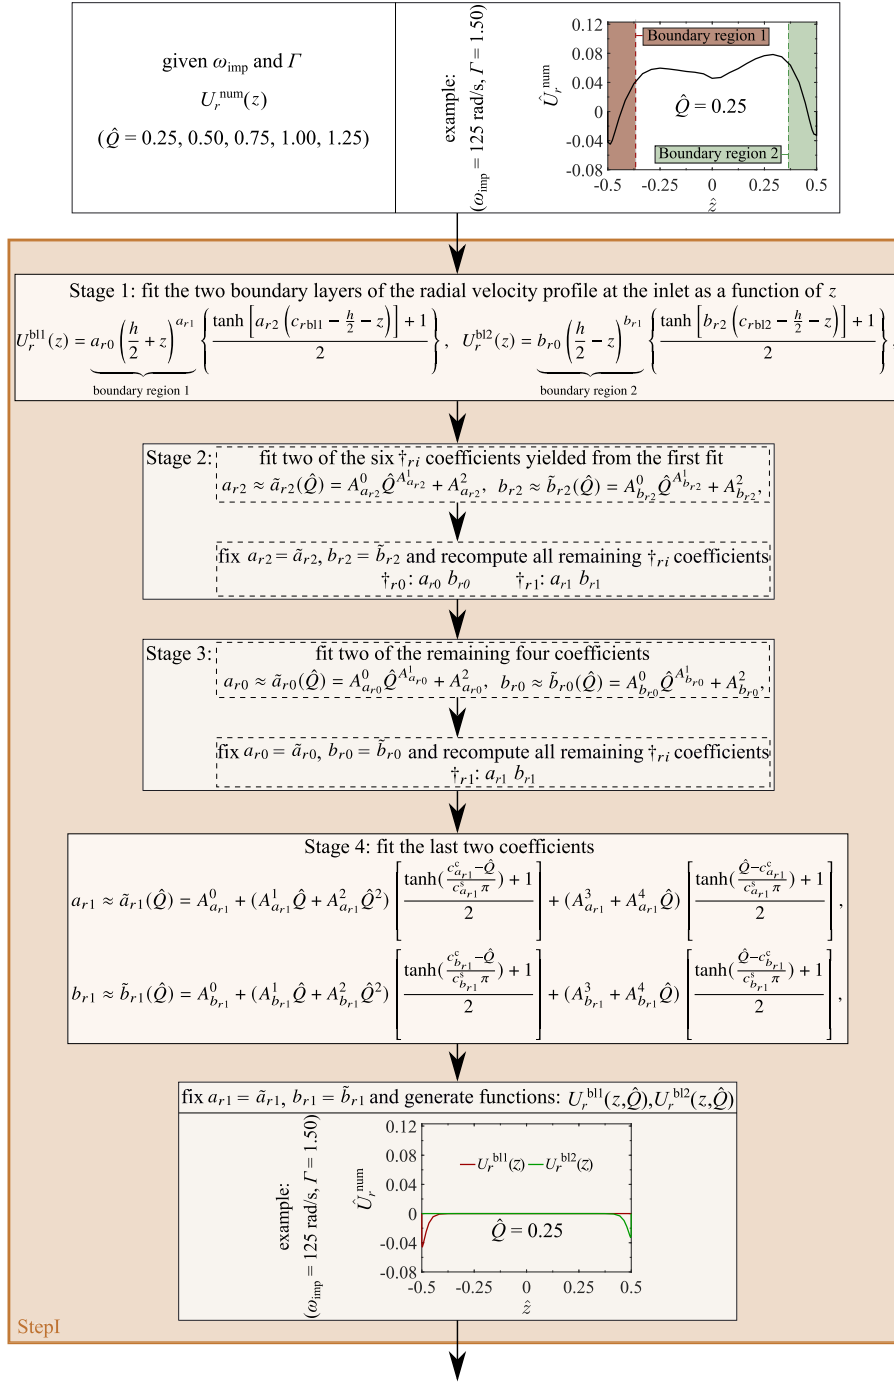 given ω_imp and Γ
U_r^num(z)
(Q̂ = 0.25, 0.50, 0.75, 1.00, 1.25)
example:
(ω_imp = 125 rad/s, Γ = 1.50)
Û_r^num
0.12
0.08
0.04
0
-0.04
-0.08
Boundary region 1
Q̂ = 0.25
Boundary region 2
-0.5 -0.25 0 0.25 0.5
ẑ
Stage 1: fit the two boundary layers of the radial velocity profile at the inlet as a function of z
U_r^bl1(z) = a_r0 (h/2 + z)^a_r1 { tanh [a_r2 (c_rbl1 − h/2 − z)] + 1 / 2 } , U_r^bl2(z) = b_r0 (h/2 − z)^b_r1 { tanh [b_r2 (c_rbl2 − h/2 − z)] + 1 / 2 } ,
boundary region 1 boundary region 2
Stage 2: fit two of the six †_ri coefficients yielded from the first fit
a_r2 ≈ ã_r2(Q̂) = A^0_a_r2 Q̂^A^1_a_r2 + A^2_a_r2, b_r2 ≈ b̃_r2(Q̂) = A^0_b_r2 Q̂^A^1_b_r2 + A^2_b_r2,
fix a_r2 = ã_r2, b_r2 = b̃_r2 and recompute all remaining †_ri coefficients
†_r0: a_r0 b_r0 †_r1: a_r1 b_r1
Stage 3: fit two of the remaining four coefficients
a_r0 ≈ ã_r0(Q̂) = A^0_a_r0 Q̂^A^1_a_r0 + A^2_a_r0, b_r0 ≈ b̃_r0(Q̂) = A^0_b_r0 Q̂^A^1_b_r0 + A^2_b_r0,
fix a_r0 = ã_r0, b_r0 = b̃_r0 and recompute all remaining †_ri coefficients
†_r1: a_r1 b_r1
Stage 4: fit the last two coefficients
a_r1 ≈ ã_r1(Q̂) = A^0_a_r1 + (A^1_a_r1 Q̂ + A^2_a_r1 Q̂²) [ tanh( c^c_a_r1 − Q̂ / c^s_a_r1 π ) + 1 / 2 ] + (A^3_a_r1 + A^4_a_r1 Q̂) [ tanh( Q̂ − c^c_a_r1 / c^s_a_r1 π ) + 1 / 2 ] ,
b_r1 ≈ b̃_r1(Q̂) = A^0_b_r1 + (A^1_b_r1 Q̂ + A^2_b_r1 Q̂²) [ tanh( c^c_b_r1 − Q̂ / c^s_b_r1 π ) + 1 / 2 ] + (A^3_b_r1 + A^4_b_r1 Q̂) [ tanh( Q̂ − c^c_b_r1 / c^s_b_r1 π ) + 1 / 2 ] ,
fix a_r1 = ã_r1, b_r1 = b̃_r1 and generate functions: U_r^bl1(z,Q̂),U_r^bl2(z,Q̂)
example:
(ω_imp = 125 rad/s, Γ = 1.50)
Û_r^num
0.12
0.08
0.04
0
-0.04
-0.08
U_r^bl1(z) U_r^bl2(z)
Q̂ = 0.25
-0.5 -0.25 0 0.25 0.5
ẑ
StepI